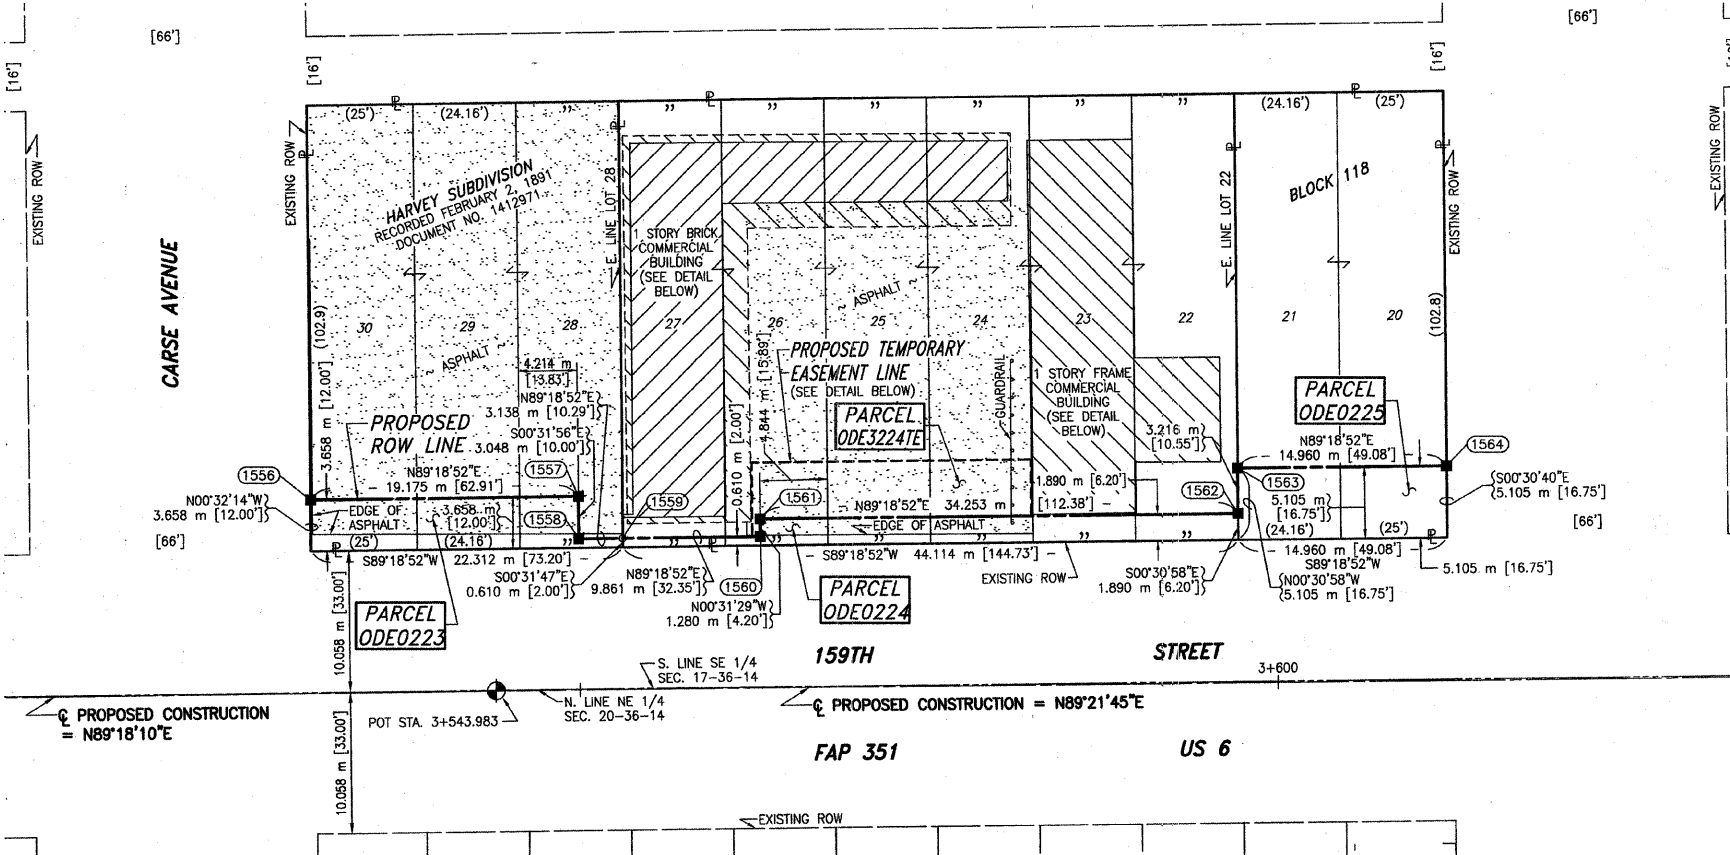 [66']
[66']
[16']
[16']
[16']
(25')
(24.16')
"
"
"
"
"
"
"
(24.16')
(25')
EXISTING ROW
EXISTING ROW
EXISTING ROW
EXISTING ROW
HARVEY SUBDIVISION
RECORDED FEBRUARY 2, 1891
DOCUMENT NO. 1412971
E. LINE LOT 28
E. LINE LOT 22
BLOCK 118
CARSE AVENUE
1 STORY BRICK
COMMERCIAL
BUILDING
(SEE DETAIL
BELOW)
~ ASPHALT ~
~ ASPHALT ~
30
29
28
27
26
25
24
23
22
21
20
(102.9)
(102.8)
3.658 m [12.00']
4.214 m
[13.83']
N89°18'52"E
3.138 m [10.29']
S00°31'56"E
3.048 m [10.00']
PROPOSED
ROW LINE
PROPOSED TEMPORARY
EASEMENT LINE
(SEE DETAIL BELOW)
4.844 m [15.89']
0.610 m [2.00']
PARCEL
ODE3224TE
GUARDRAIL
1 STORY FRAME
COMMERCIAL
BUILDING
(SEE DETAIL
BELOW)
PARCEL
ODE0225
3.216 m
[10.55']
N89°18'52"E
14.960 m [49.08']
1564
1556
1557
1558
1559
1561
1562
1563
N89°18'52"E
19.175 m [62.91']
N00°32'14"W
3.658 m [12.00']
EDGE OF
ASPHALT
3.658 m
[12.00']
1.890 m [6.20']
N89°18'52"E 34.253 m [112.38']
EDGE OF ASPHALT
5.105 m
[16.75']
S00°30'40"E
5.105 m [16.75']
[66']
[66']
(25')
(24.16')
"
"
"
"
"
"
(24.16')
(25')
S89°18'52"W 22.312 m [73.20']
S89°18'52"W 44.114 m [144.73']
14.960 m [49.08']
S89°18'52"W
5.105 m [16.75']
S00°31'47"E
0.610 m [2.00']
N89°18'52"E
9.861 m [32.35']
1560
N00°31'29"W
1.280 m [4.20']
EXISTING ROW
S00°30'58"E
1.890 m [6.20']
N00°30'58"W
5.105 m [16.75']
PARCEL
ODE0223
PARCEL
ODE0224
10.058 m [33.00']
159TH STREET
S. LINE SE 1/4
SEC. 17-36-14
3+600
N. LINE NE 1/4
SEC. 20-36-14
POT STA. 3+543.983
℄ PROPOSED CONSTRUCTION
= N89°18'10"E
℄ PROPOSED CONSTRUCTION = N89°21'45"E
10.058 m [33.00']
FAP 351
US 6
EXISTING ROW